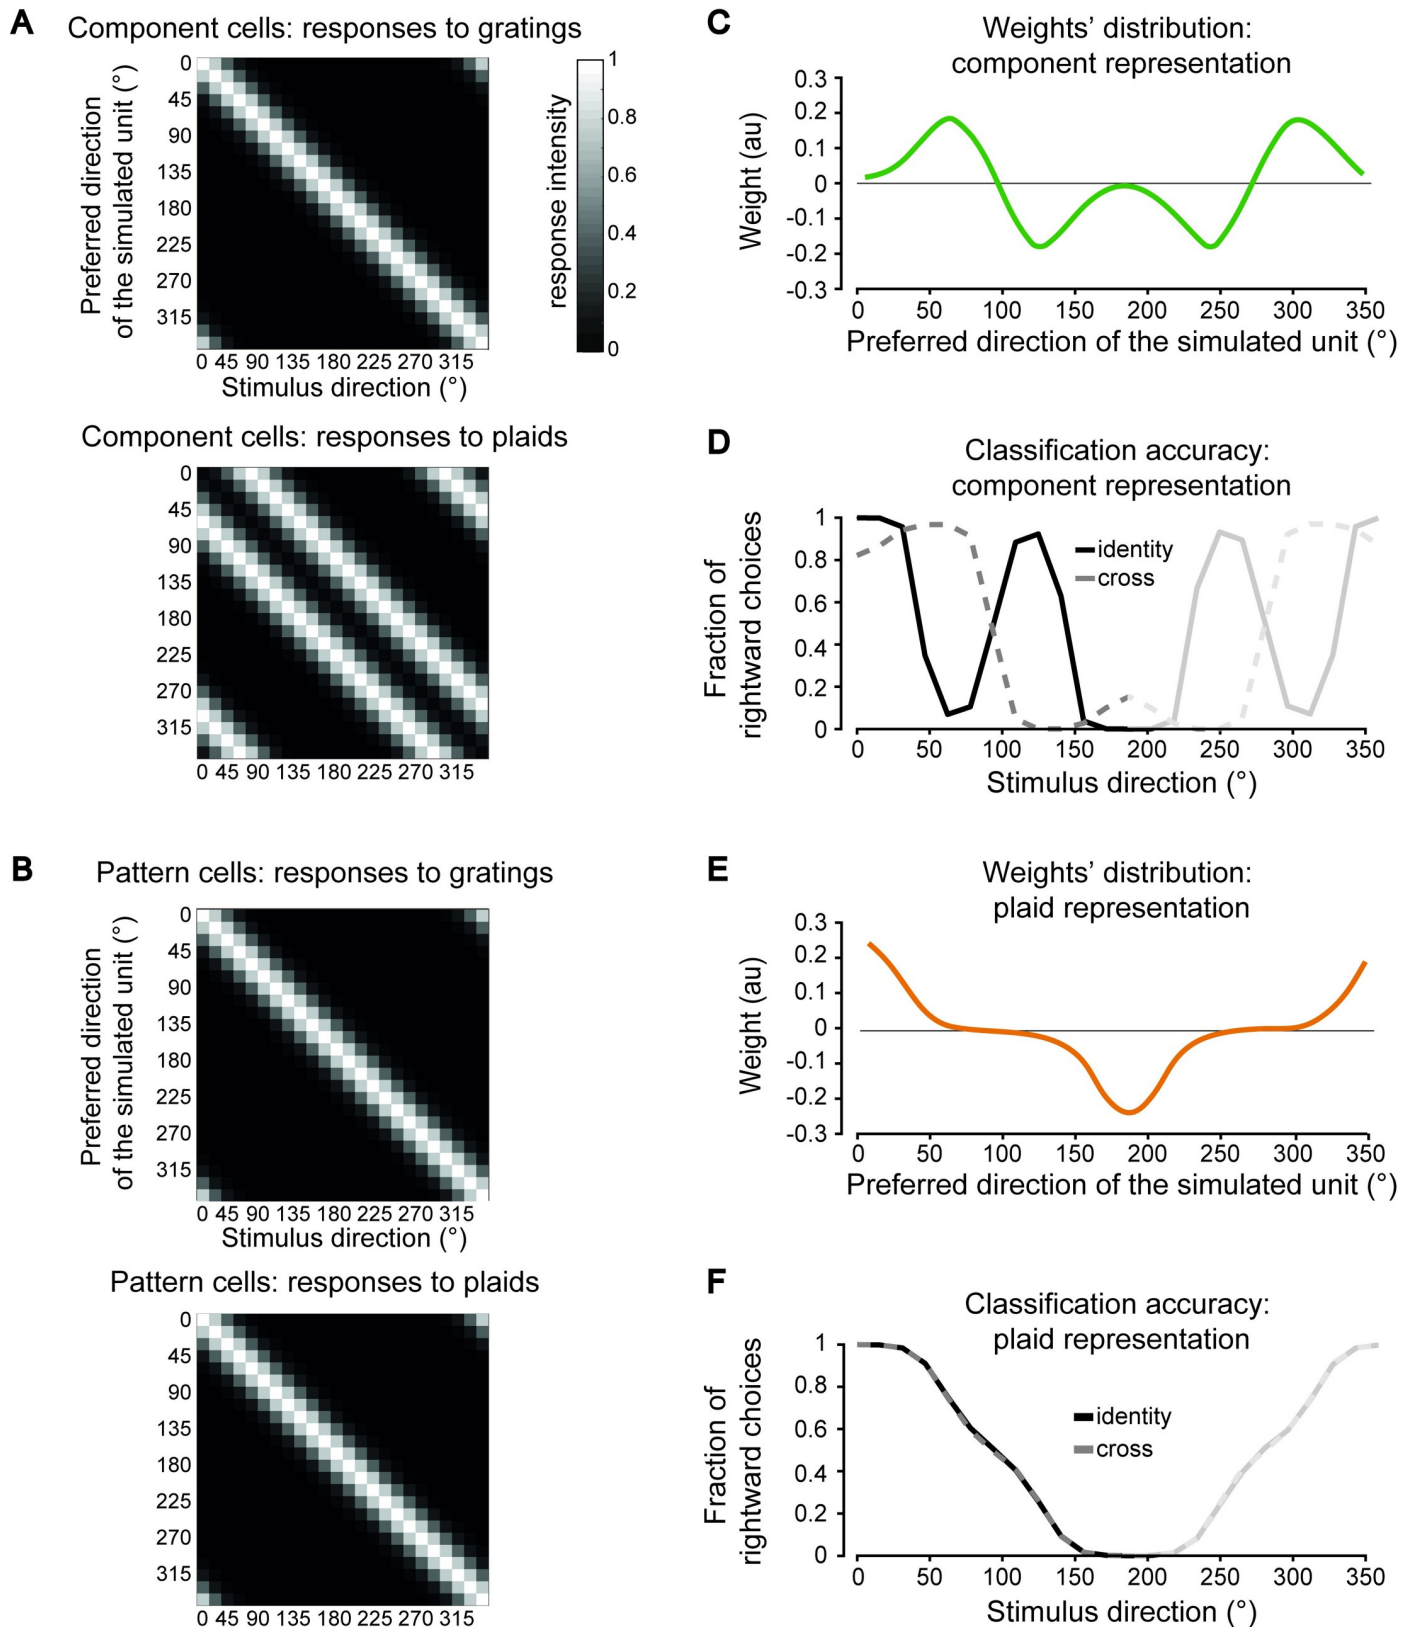 A
Component cells: responses to gratings
Preferred direction
of the simulated unit (°)
0
45
90
135
180
225
270
315
0 45 90 135 180 225 270 315
Stimulus direction (°)
response intensity
1
0.8
0.6
0.4
0.2
0
Component cells: responses to plaids
0
45
90
135
180
225
270
315
0 45 90 135 180 225 270 315
B
Pattern cells: responses to gratings
Preferred direction
of the simulated unit (°)
0
45
90
135
180
225
270
315
0 45 90 135 180 225 270 315
Stimulus direction (°)
Pattern cells: responses to plaids
0
45
90
135
180
225
270
315
0 45 90 135 180 225 270 315
C
Weights' distribution:
component representation
Weight (au)
0.3
0.2
0.1
0
-0.1
-0.2
-0.3
0 50 100 150 200 250 300 350
Preferred direction of the simulated unit (°)
D
Classification accuracy:
component representation
Fraction of
rightward choices
1
0.8
0.6
0.4
0.2
0
identity
cross
0 50 100 150 200 250 300 350
Stimulus direction (°)
E
Weights' distribution:
plaid representation
Weight (au)
0.3
0.2
0.1
0
-0.1
-0.2
-0.3
0 50 100 150 200 250 300 350
Preferred direction of the simulated unit (°)
F
Classification accuracy:
plaid representation
Fraction of
rightward choices
1
0.8
0.6
0.4
0.2
0
identity
cross
0 50 100 150 200 250 300 350
Stimulus direction (°)